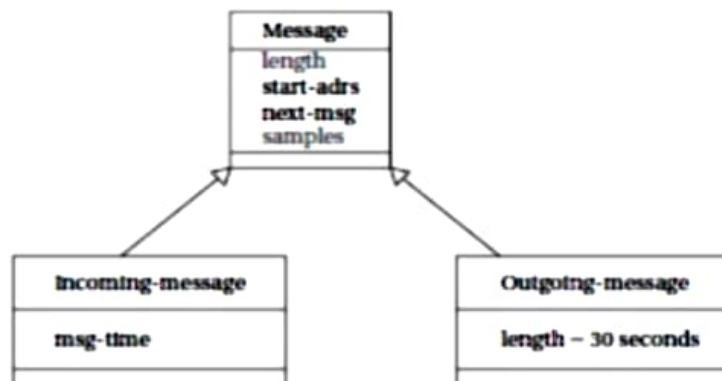 Message
length
start-adrs
next-msg
samples
Incoming-message
Outgoing-message
msg-time
length – 30 seconds